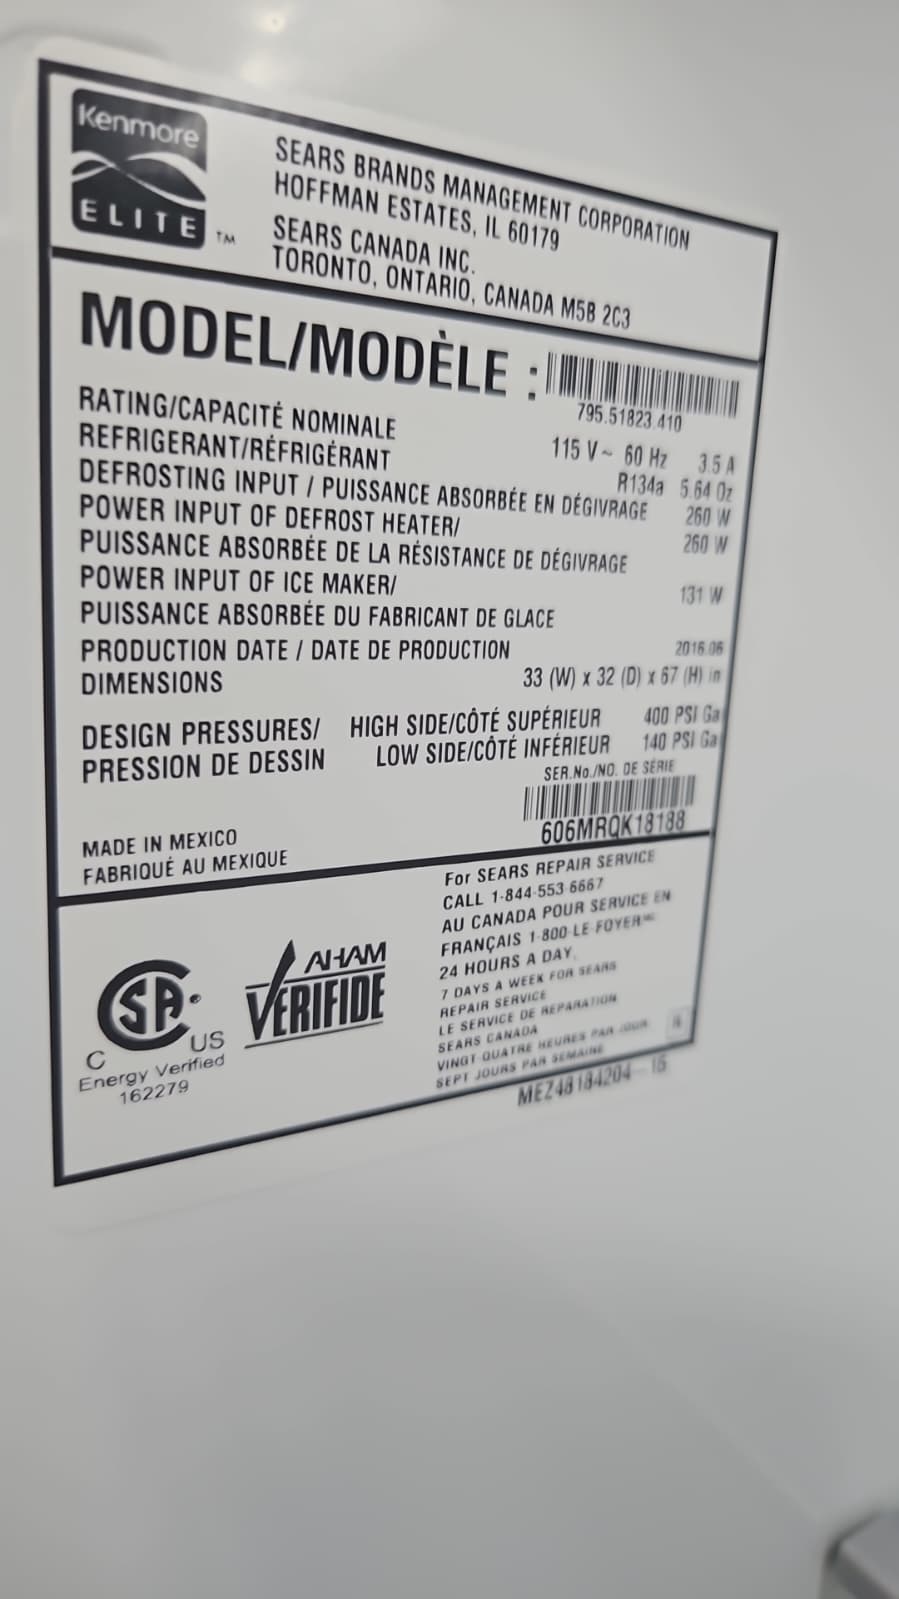 Kenmore
ELITE ™
SEARS BRANDS MANAGEMENT CORPORATION
HOFFMAN ESTATES, IL 60179
SEARS CANADA INC.
TORONTO, ONTARIO, CANADA M5B 2C3
MODEL/MODÈLE :
795.51823.410
RATING/CAPACITÉ NOMINALE 115 V~ 60 Hz 3.5 A
REFRIGERANT/RÉFRIGÉRANT R134a 5.64 Oz
DEFROSTING INPUT / PUISSANCE ABSORBÉE EN DÉGIVRAGE 260 W
POWER INPUT OF DEFROST HEATER/ 260 W
PUISSANCE ABSORBÉE DE LA RÉSISTANCE DE DÉGIVRAGE
POWER INPUT OF ICE MAKER/ 131 W
PUISSANCE ABSORBÉE DU FABRICANT DE GLACE
PRODUCTION DATE / DATE DE PRODUCTION 2016.06
DIMENSIONS 33 (W) x 32 (D) x 67 (H) in
DESIGN PRESSURES/ HIGH SIDE/CÔTÉ SUPÉRIEUR 400 PSI Ga
PRESSION DE DESSIN LOW SIDE/CÔTÉ INFÉRIEUR 140 PSI Ga
SER.No./NO. DE SÉRIE
606MRQK18188
MADE IN MEXICO
FABRIQUÉ AU MEXIQUE
SA®
C US
Energy Verified
162279
AHAM
VERIFIDE
For SEARS REPAIR SERVICE
CALL 1-844-553-6667
AU CANADA POUR SERVICE EN
FRANÇAIS 1-800-LE-FOYER MC
24 HOURS A DAY,
7 DAYS A WEEK FOR SEARS
REPAIR SERVICE
LE SERVICE DE REPARATION
SEARS CANADA
VINGT-QUATRE HEURES PAR JOUR
SEPT JOURS PAR SEMAINE
MEZ48184204-15